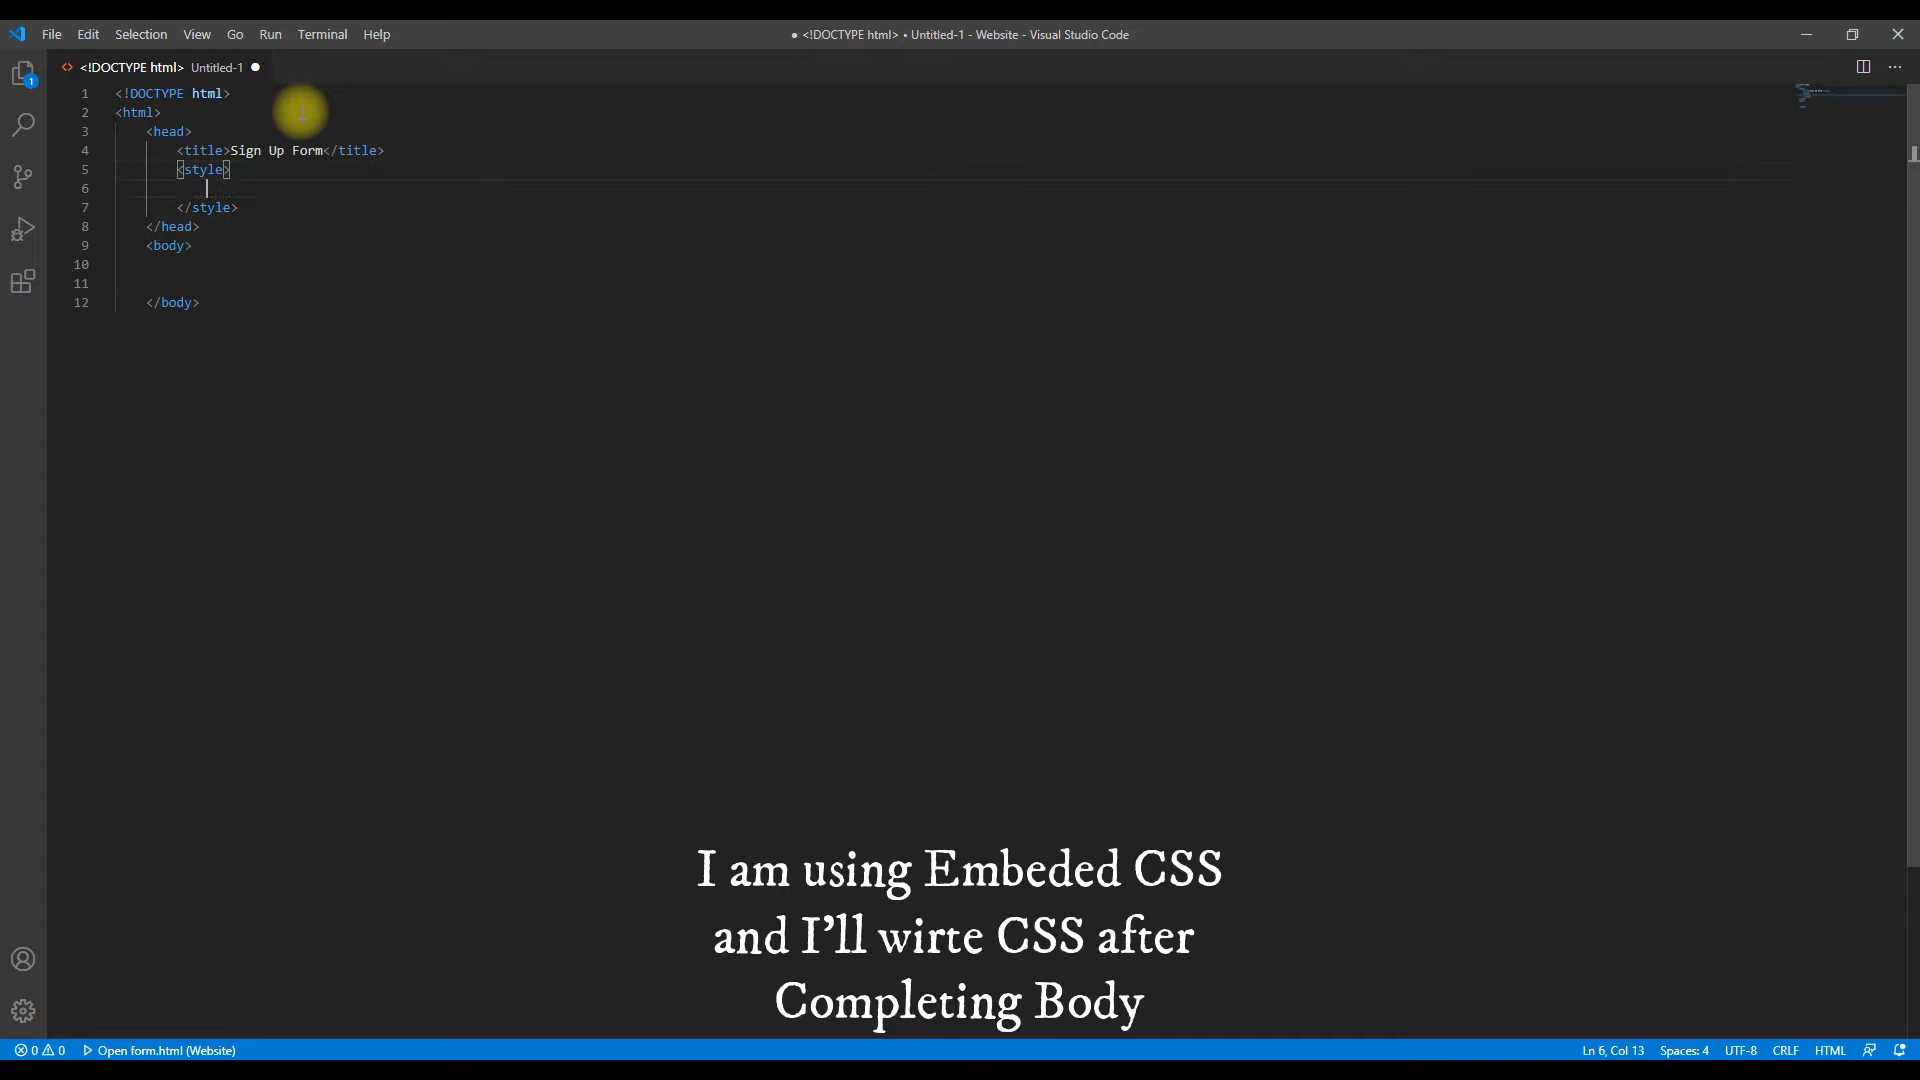 File Edit Selection View Go Run Terminal Help
● <!DOCTYPE html> • Untitled-1 - Website - Visual Studio Code
<> <!DOCTYPE html> Untitled-1 ●
1 <!DOCTYPE html>
2 <html>
3 <head>
4 <title>Sign Up Form</title>
5 <style>
6
7 </style>
8 </head>
9 <body>
10
11
12 </body>
1
I am using Embeded CSS
and I'll wirte CSS after
Completing Body
0 0 Open form.html (Website) Ln 6, Col 13 Spaces: 4 UTF-8 CRLF HTML